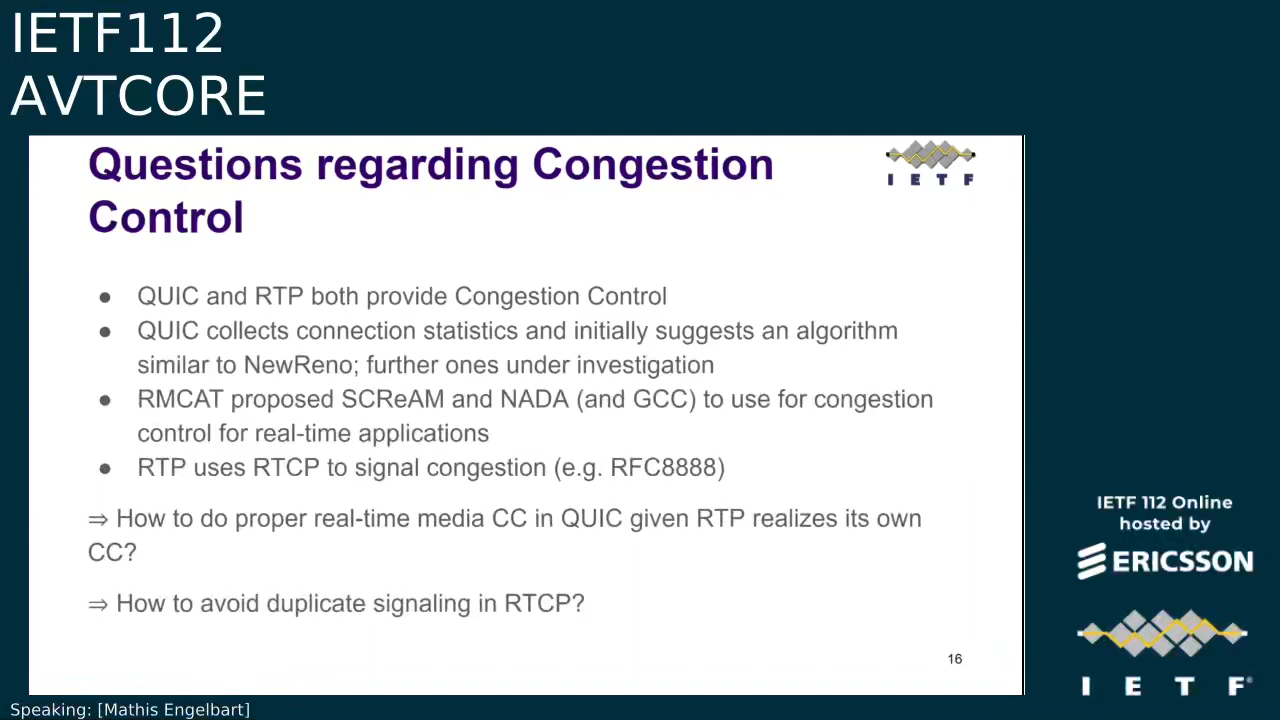 IETF112
AVTCORE
Questions regarding Congestion
Control
I E T F
● QUIC and RTP both provide Congestion Control
● QUIC collects connection statistics and initially suggests an algorithm
similar to NewReno; further ones under investigation
● RMCAT proposed SCReAM and NADA (and GCC) to use for congestion
control for real-time applications
● RTP uses RTCP to signal congestion (e.g. RFC8888)
⇒ How to do proper real-time media CC in QUIC given RTP realizes its own
CC?
⇒ How to avoid duplicate signaling in RTCP?
16
IETF 112 Online
hosted by
ERICSSON
I E T F®
Speaking: [Mathis Engelbart]